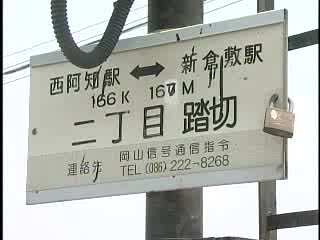 西阿知駅 ↔ 新倉敷駅
166K 160M
二丁目 踏切
連絡先 岡山信号通信指令
TEL (086) 222-8268